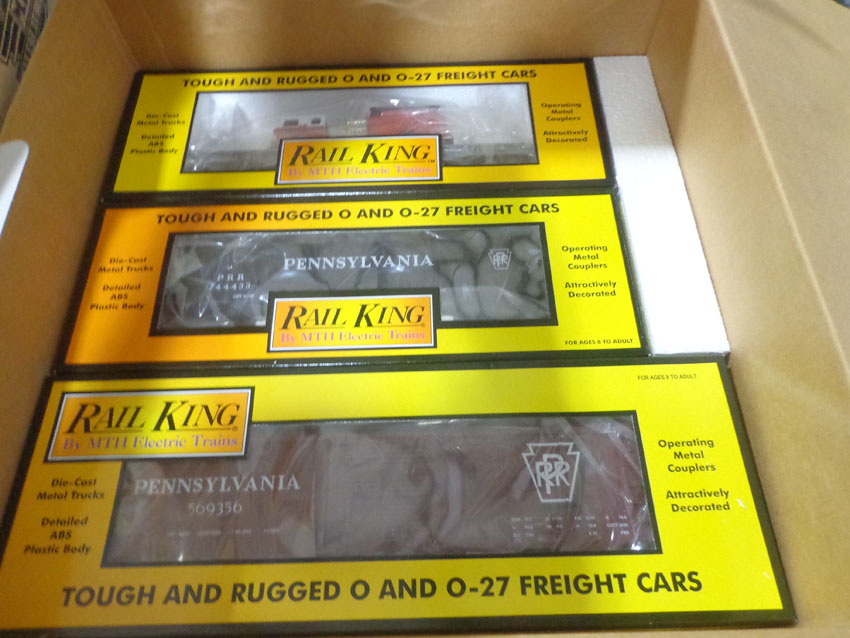 TOUGH AND RUGGED O AND O-27 FREIGHT CARS
Die-Cast
Metal Trucks
Detailed
ABS
Plastic Body
Operating
Metal
Couplers
Attractively
Decorated
RAIL KING
By MTH Electric Trains
TOUGH AND RUGGED O AND O-27 FREIGHT CARS
Die-Cast
Metal Trucks
Detailed
ABS
Plastic Body
PRR
744433
PENNSYLVANIA
PRR
Operating
Metal
Couplers
Attractively
Decorated
RAIL KING
By MTH Electric Trains
FOR AGES 8 TO ADULT
FOR AGES 8 TO ADULT
RAIL KING
By MTH Electric Trains
Die-Cast
Metal Trucks
Detailed
ABS
Plastic Body
PENNSYLVANIA
569356
PRR
Operating
Metal
Couplers
Attractively
Decorated
TOUGH AND RUGGED O AND O-27 FREIGHT CARS